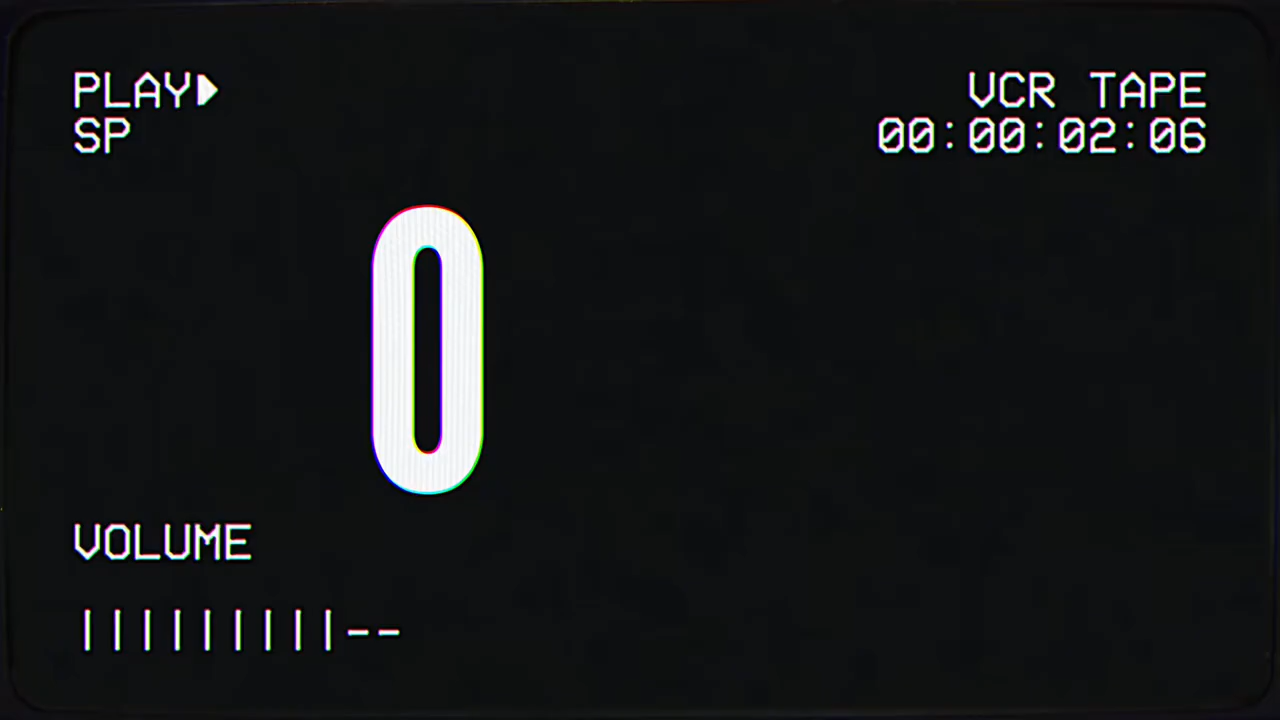 PLAY▶
SP
VCR TAPE
00:00:02:06
0
VOLUME
|||||||||--